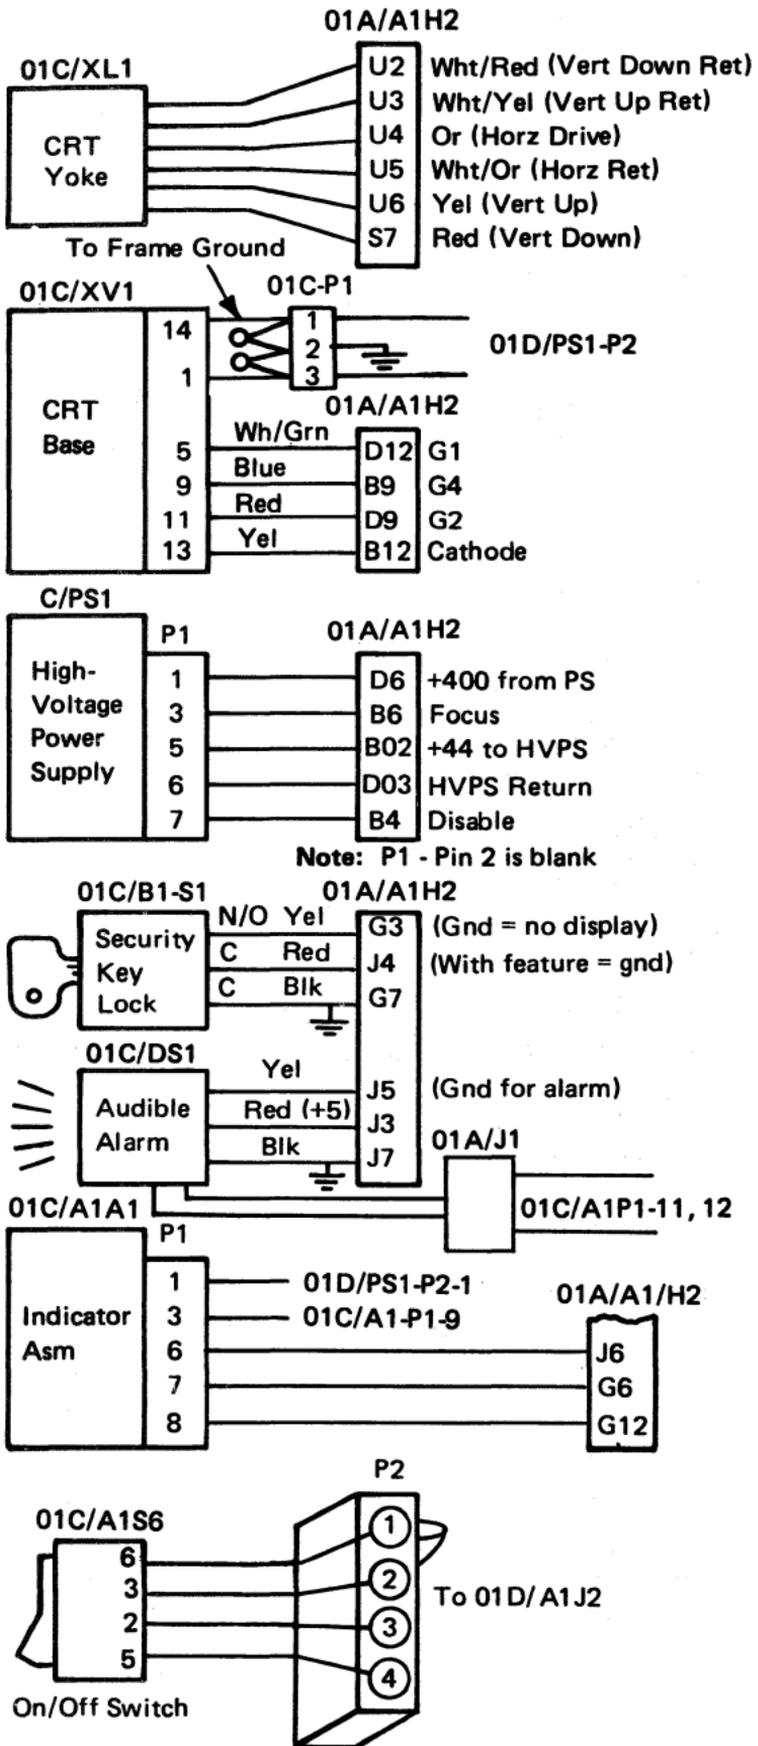 01A/A1H2
01C/XL1
CRT
Yoke
U2 Wht/Red (Vert Down Ret)
U3 Wht/Yel (Vert Up Ret)
U4 Or (Horz Drive)
U5 Wht/Or (Horz Ret)
U6 Yel (Vert Up)
S7 Red (Vert Down)
To Frame Ground
01C/XV1
01C-P1
CRT
Base
14
1
1
2
3
01D/PS1-P2
01A/A1H2
5 Wh/Grn D12 G1
9 Blue B9 G4
11 Red D9 G2
13 Yel B12 Cathode
C/PS1
P1
01A/A1H2
High-
Voltage
Power
Supply
1 D6 +400 from PS
3 B6 Focus
5 B02 +44 to HVPS
6 D03 HVPS Return
7 B4 Disable
Note: P1 - Pin 2 is blank
01C/B1-S1
01A/A1H2
Security
Key
Lock
N/O Yel G3 (Gnd = no display)
C Red J4 (With feature = gnd)
C Blk G7
01C/DS1
Audible
Alarm
Yel J5 (Gnd for alarm)
Red (+5) J3
Blk J7
01A/J1
01C/A1P1-11, 12
01C/A1A1
P1
Indicator
Asm
1 01D/PS1-P2-1
3 01C/A1-P1-9
01A/A1/H2
6 J6
7 G6
8 G12
P2
01C/A1S6
6 1
3 2
2 3
5 4
To 01D/A1J2
On/Off Switch